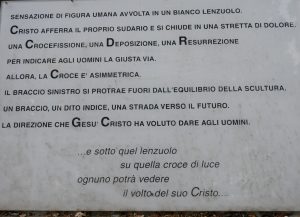 SENSAZIONE DI FIGURA UMANA AVVOLTA IN UN BIANCO LENZUOLO.
CRISTO AFFERRA IL PROPRIO SUDARIO E SI CHIUDE IN UNA STRETTA DI DOLORE.
UNA CROCEFISSIONE, UNA DEPOSIZIONE, UNA RESURREZIONE
PER INDICARE AGLI UOMINI LA GIUSTA VIA.
ALLORA, LA CROCE E' ASIMMETRICA.
IL BRACCIO SINISTRO SI PROTRAE FUORI DALL'EQUILIBRIO DELLA SCULTURA.
UN BRACCIO, UN DITO INDICE, UNA STRADA VERSO IL FUTURO.
LA DIREZIONE CHE GESU' CRISTO HA VOLUTO DARE AGLI UOMINI.
...e sotto quel lenzuolo
su quella croce di luce
ognuno potrà vedere
il volto del suo Cristo....